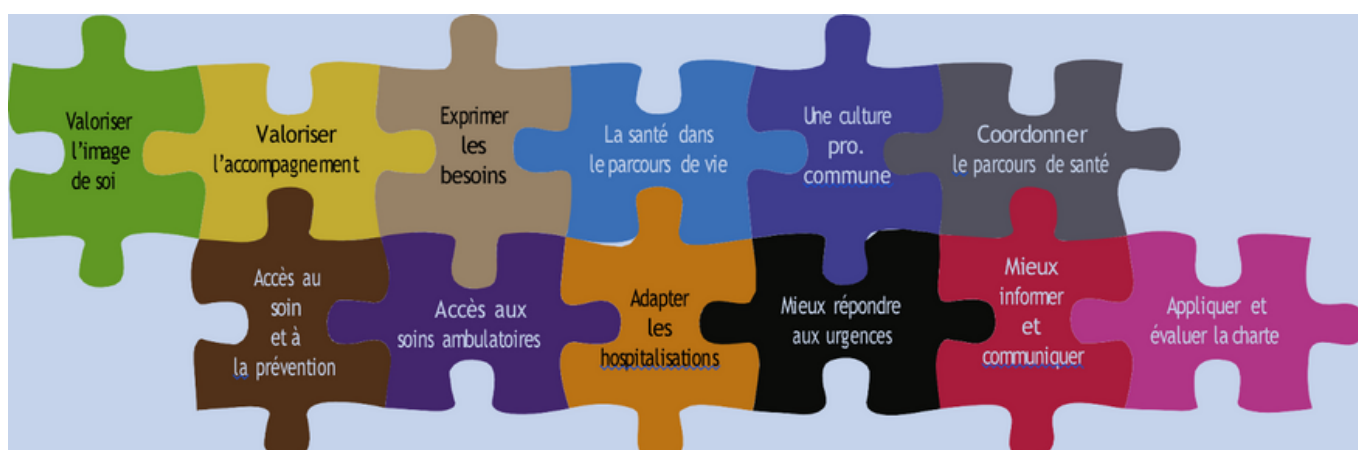 Valoriser
l'image
de soi
Valoriser
l'accompagnement
Exprimer
les
besoins
La santé dans
le parcours de vie
Une culture
pro.
commune
Coordonner
le parcours de santé
Accès au
soin
et à
la prévention
Accès aux
soins ambulatoires
Adapter
les
hospitalisations
Mieux répondre
aux urgences
Mieux
informer
et
communiquer
Appliquer et
évaluer la charte